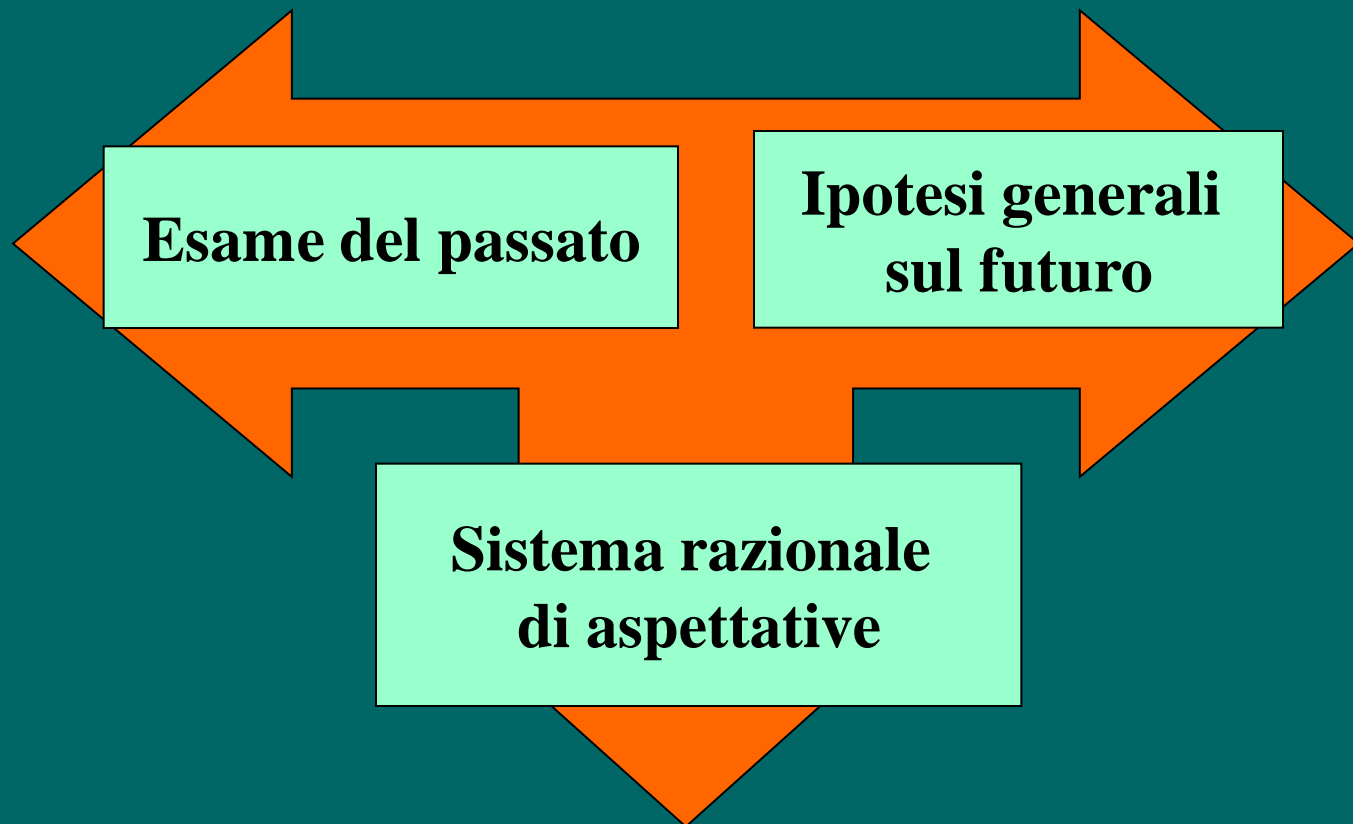 Esame del passato
Ipotesi generali
sul futuro
Sistema razionale
di aspettative